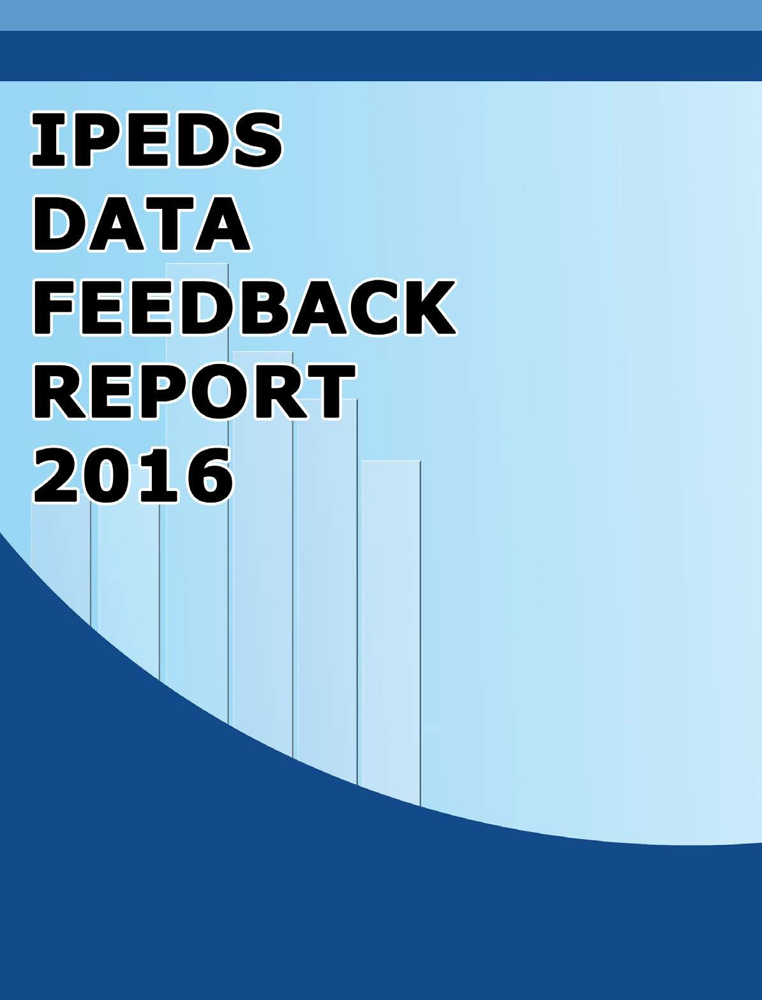 IPEDS
DATA
FEEDBACK
REPORT
2016